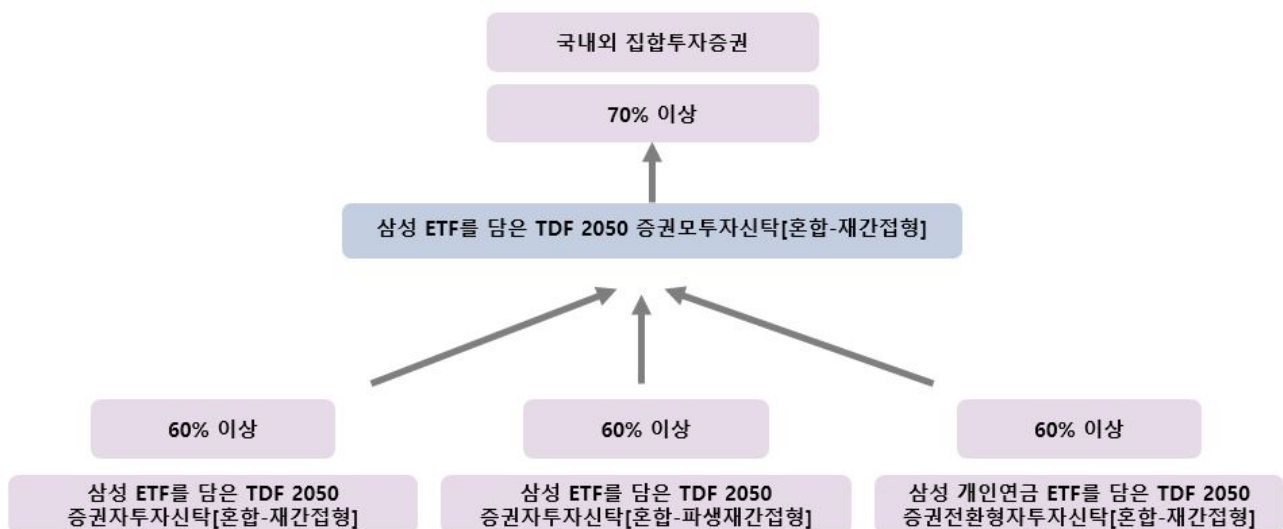 국내외 집합투자증권
70% 이상
삼성 ETF를 담은 TDF 2050 증권모투자신탁[혼합-재간접형]
60% 이상
60% 이상
60% 이상
삼성 ETF를 담은 TDF 2050
증권자투자신탁[혼합-재간접형]
삼성 ETF를 담은 TDF 2050
증권자투자신탁[혼합-파생재간접형]
삼성 개인연금 ETF를 담은 TDF 2050
증권전환형자투자신탁[혼합-재간접형]